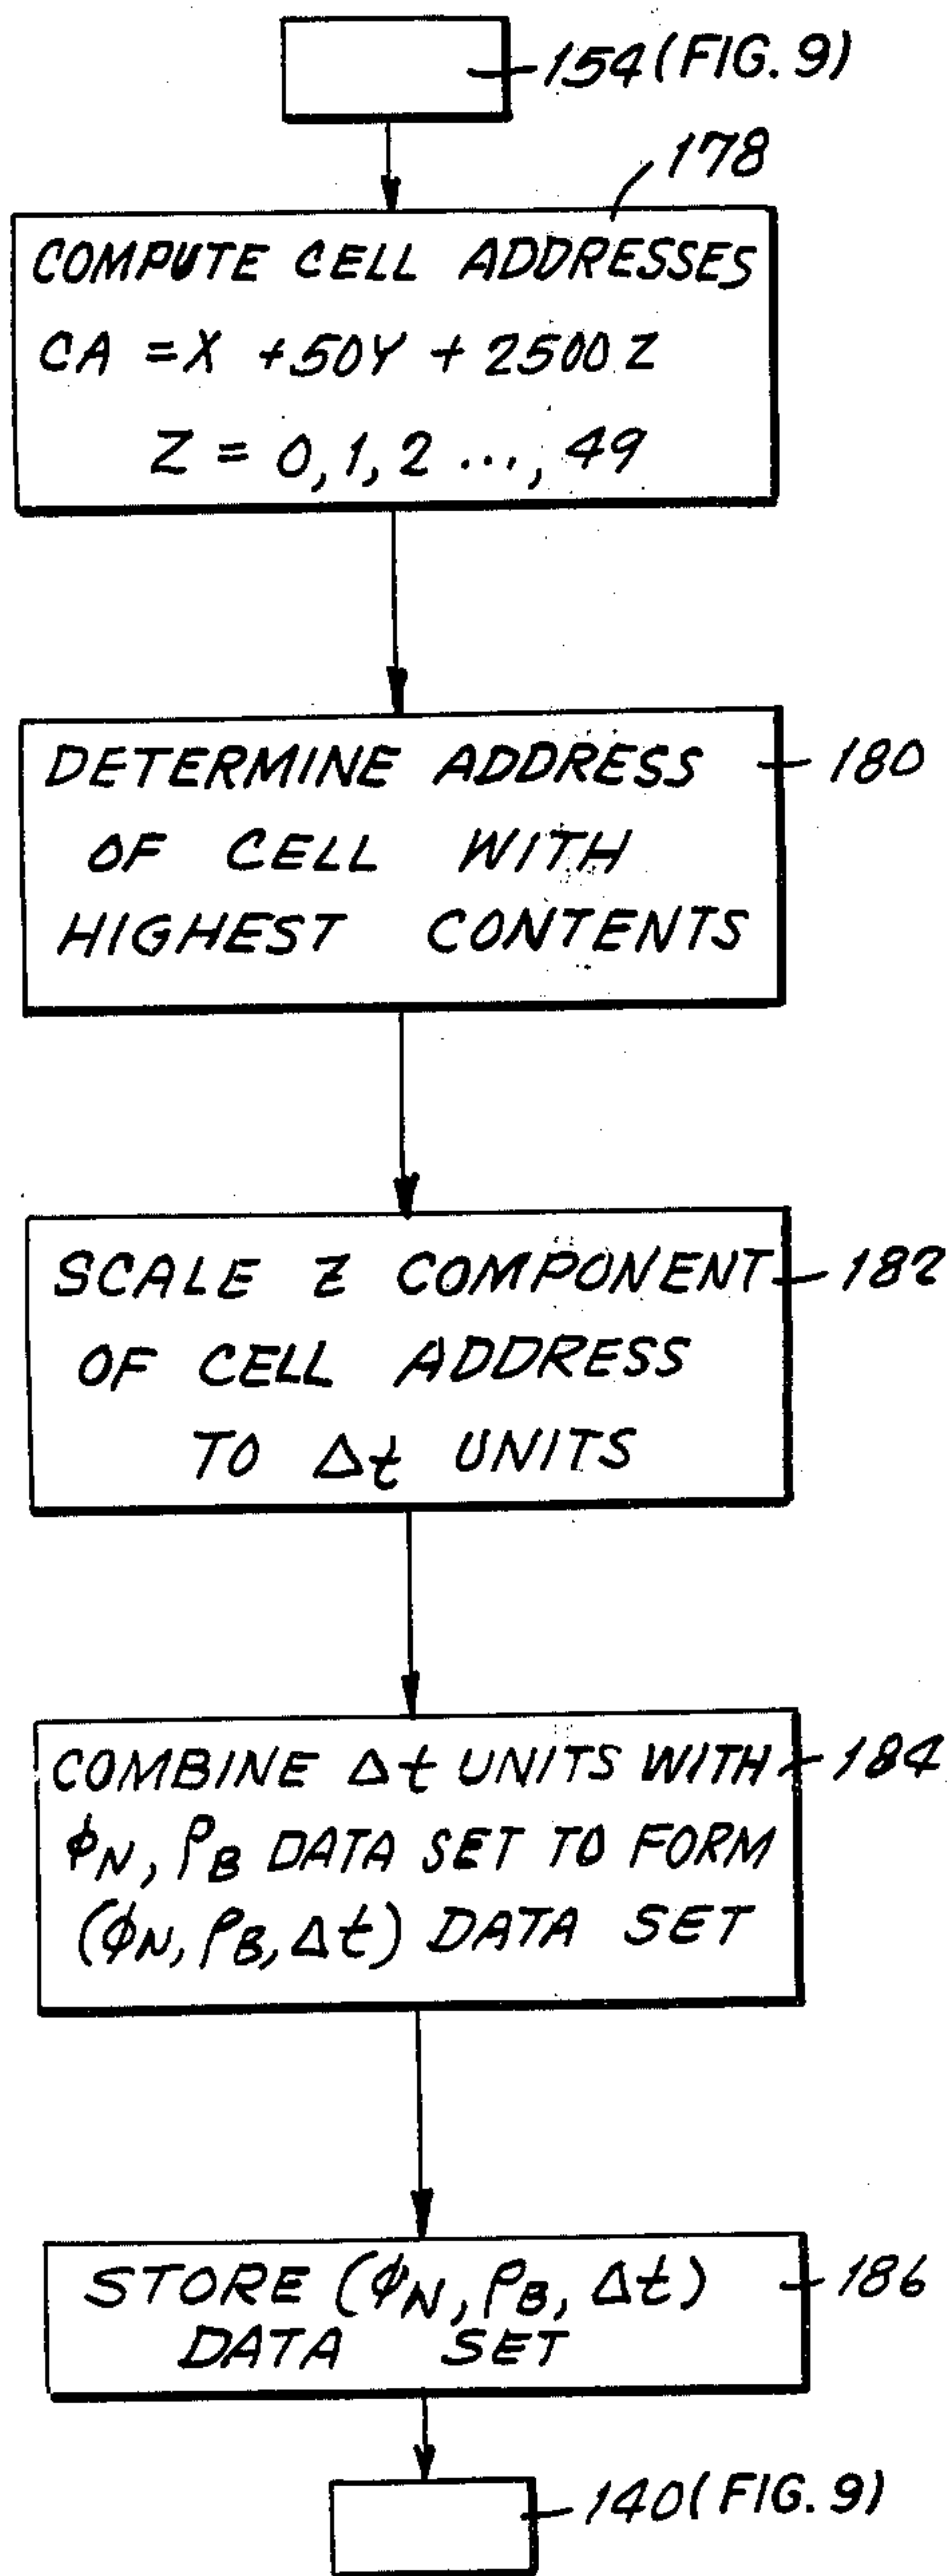 154 (FIG. 9)
178
COMPUTE CELL ADDRESSES
CA = X + 50Y + 2500 Z
Z = 0, 1, 2 ..., 49
DETERMINE ADDRESS
180
OF CELL WITH
HIGHEST CONTENTS
SCALE Z COMPONENT
182
OF CELL ADDRESS
TO Δt UNITS
COMBINE Δt UNITS WITH
184
ϕN, ρB DATA SET TO FORM
(ϕN, ρB, Δt) DATA SET
STORE (ϕN, ρB, Δt)
186
DATA SET
140 (FIG. 9)